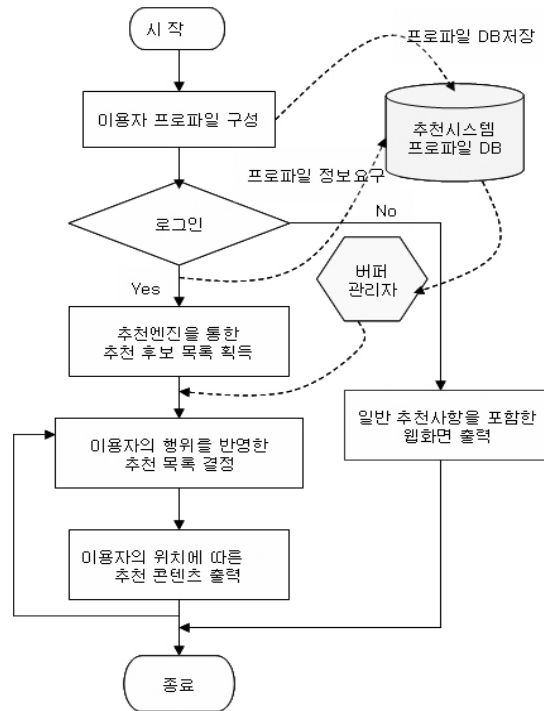 시 작
프로파일 DB저장
이용자 프로파일 구성
추천시스템
프로파일 DB
프로파일 정보요구
로그인
No
Yes
버퍼
관리자
추천엔진을 통한
추천 후보 목록 획득
일반 추천사항을 포함한
웹화면 출력
이용자의 행위를 반영한
추천 목록 결정
이용자의 위치에 따른
추천 콘텐츠 출력
종료